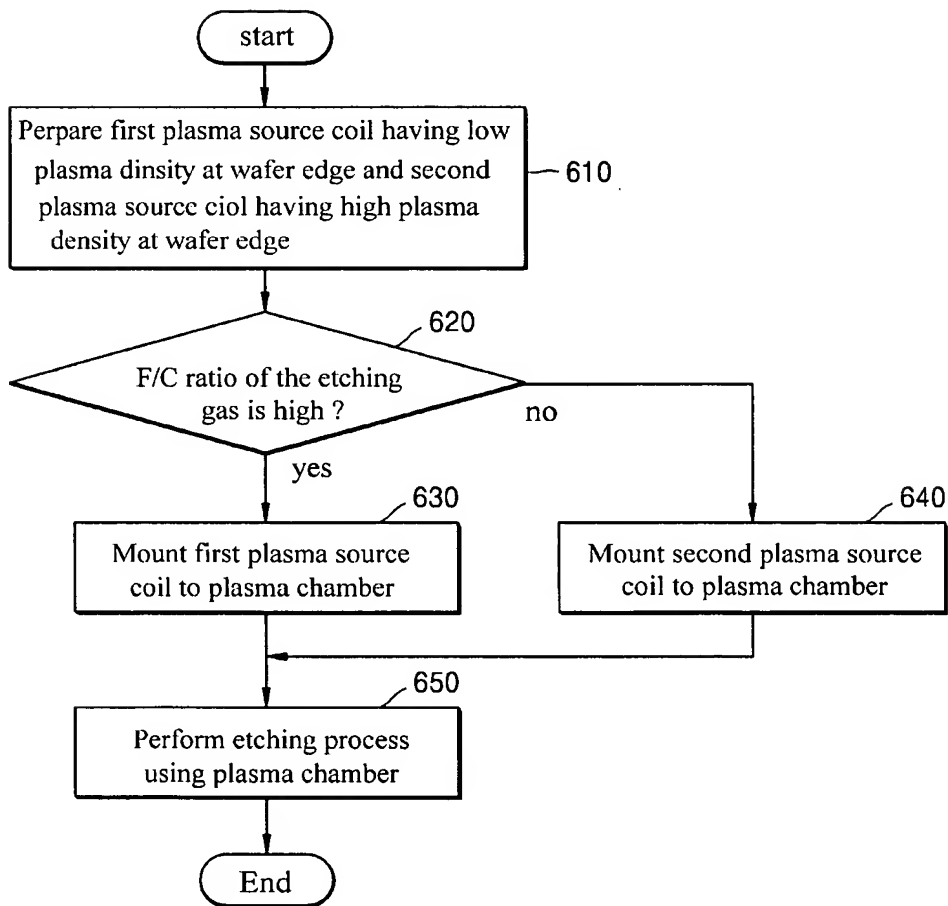 start
Perpare first plasma source coil having low
plasma dinsity at wafer edge and second
plasma source ciol having high plasma
density at wafer edge
610
620
F/C ratio of the etching
gas is high ?
no
yes
630
640
Mount first plasma source
coil to plasma chamber
Mount second plasma source
coil to plasma chamber
650
Perform etching process
using plasma chamber
End